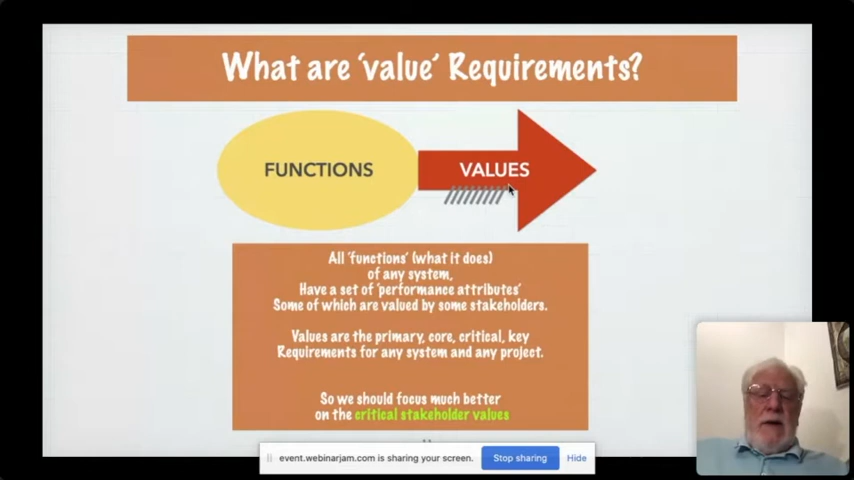 What are 'value' Requirements?
FUNCTIONS
VALUES
All 'functions' (what it does)
of any system,
Have a set of 'performance attributes'
Some of which are valued by some stakeholders.
Values are the primary, core, critical, key
Requirements for any system and any project.
So we should focus much better
on the critical stakeholder values
event.webinarjam.com is sharing your screen.
Stop sharing
Hide